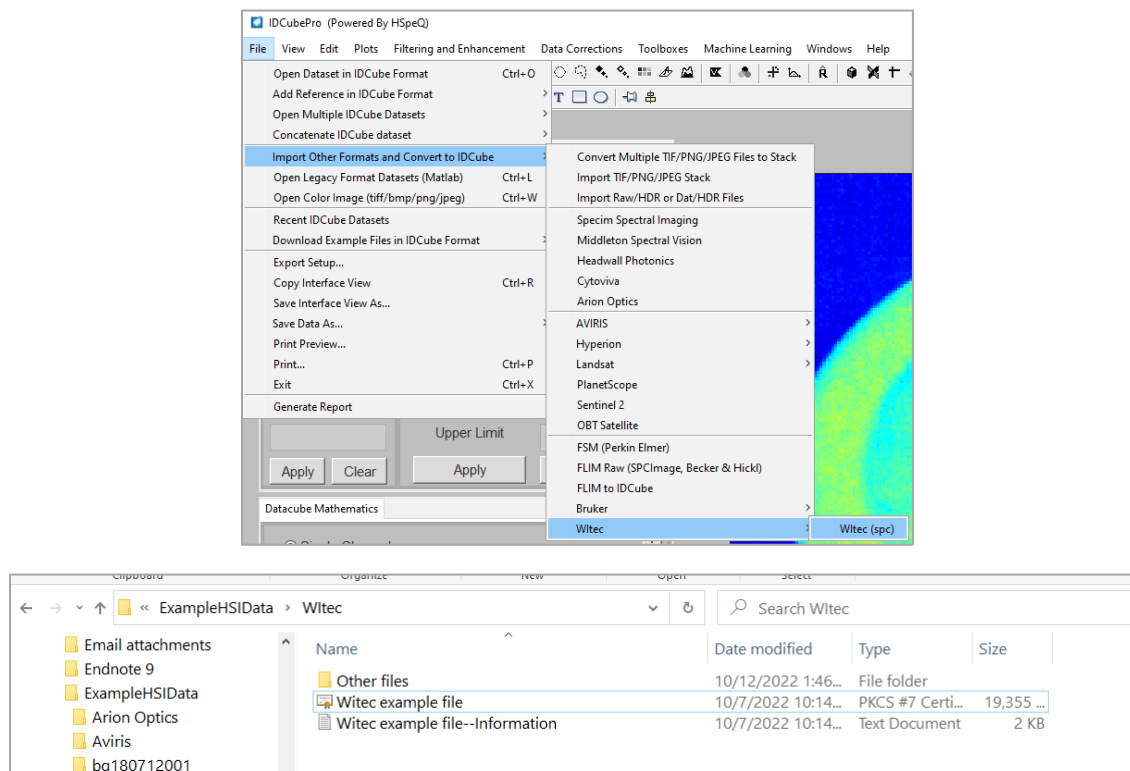 IDCubePro (Powered By HSpeQ)
File View Edit Plots Filtering and Enhancement Data Corrections Toolboxes Machine Learning Windows Help
Open Dataset in IDCube Format Ctrl+O
Add Reference in IDCube Format
Open Multiple IDCube Datasets
Concatenate IDCube dataset
Import Other Formats and Convert to IDCube
Open Legacy Format Datasets (Matlab) Ctrl+L
Open Color Image (tiff/bmp/png/jpeg) Ctrl+W
Recent IDCube Datasets
Download Example Files in IDCube Format
Export Setup...
Copy Interface View Ctrl+R
Save Interface View As...
Save Data As...
Print Preview...
Print... Ctrl+P
Exit Ctrl+X
Generate Report
Convert Multiple TIF/PNG/JPEG Files to Stack
Import TIF/PNG/JPEG Stack
Import Raw/HDR or Dat/HDR Files
Specim Spectral Imaging
Middleton Spectral Vision
Headwall Photonics
Cytoviva
Arion Optics
AVIRIS
Hyperion
Landsat
PlanetScope
Sentinel 2
OBT Satellite
FSM (Perkin Elmer)
FLIM Raw (SPCImage, Becker & Hickl)
FLIM to IDCube
Bruker
WItec
WItec (spc)
Upper Limit
Apply Clear Apply
Datacube Mathematics
Clipboard Organize New Open Select
« ExampleHSIData › WItec Search WItec
Email attachments
Endnote 9
ExampleHSIData
Arion Optics
Aviris
bg180712001
Name Date modified Type Size
Other files 10/12/2022 1:46... File folder
Witec example file 10/7/2022 10:14... PKCS #7 Certi... 19,355 ...
Witec example file--Information 10/7/2022 10:14... Text Document 2 KB